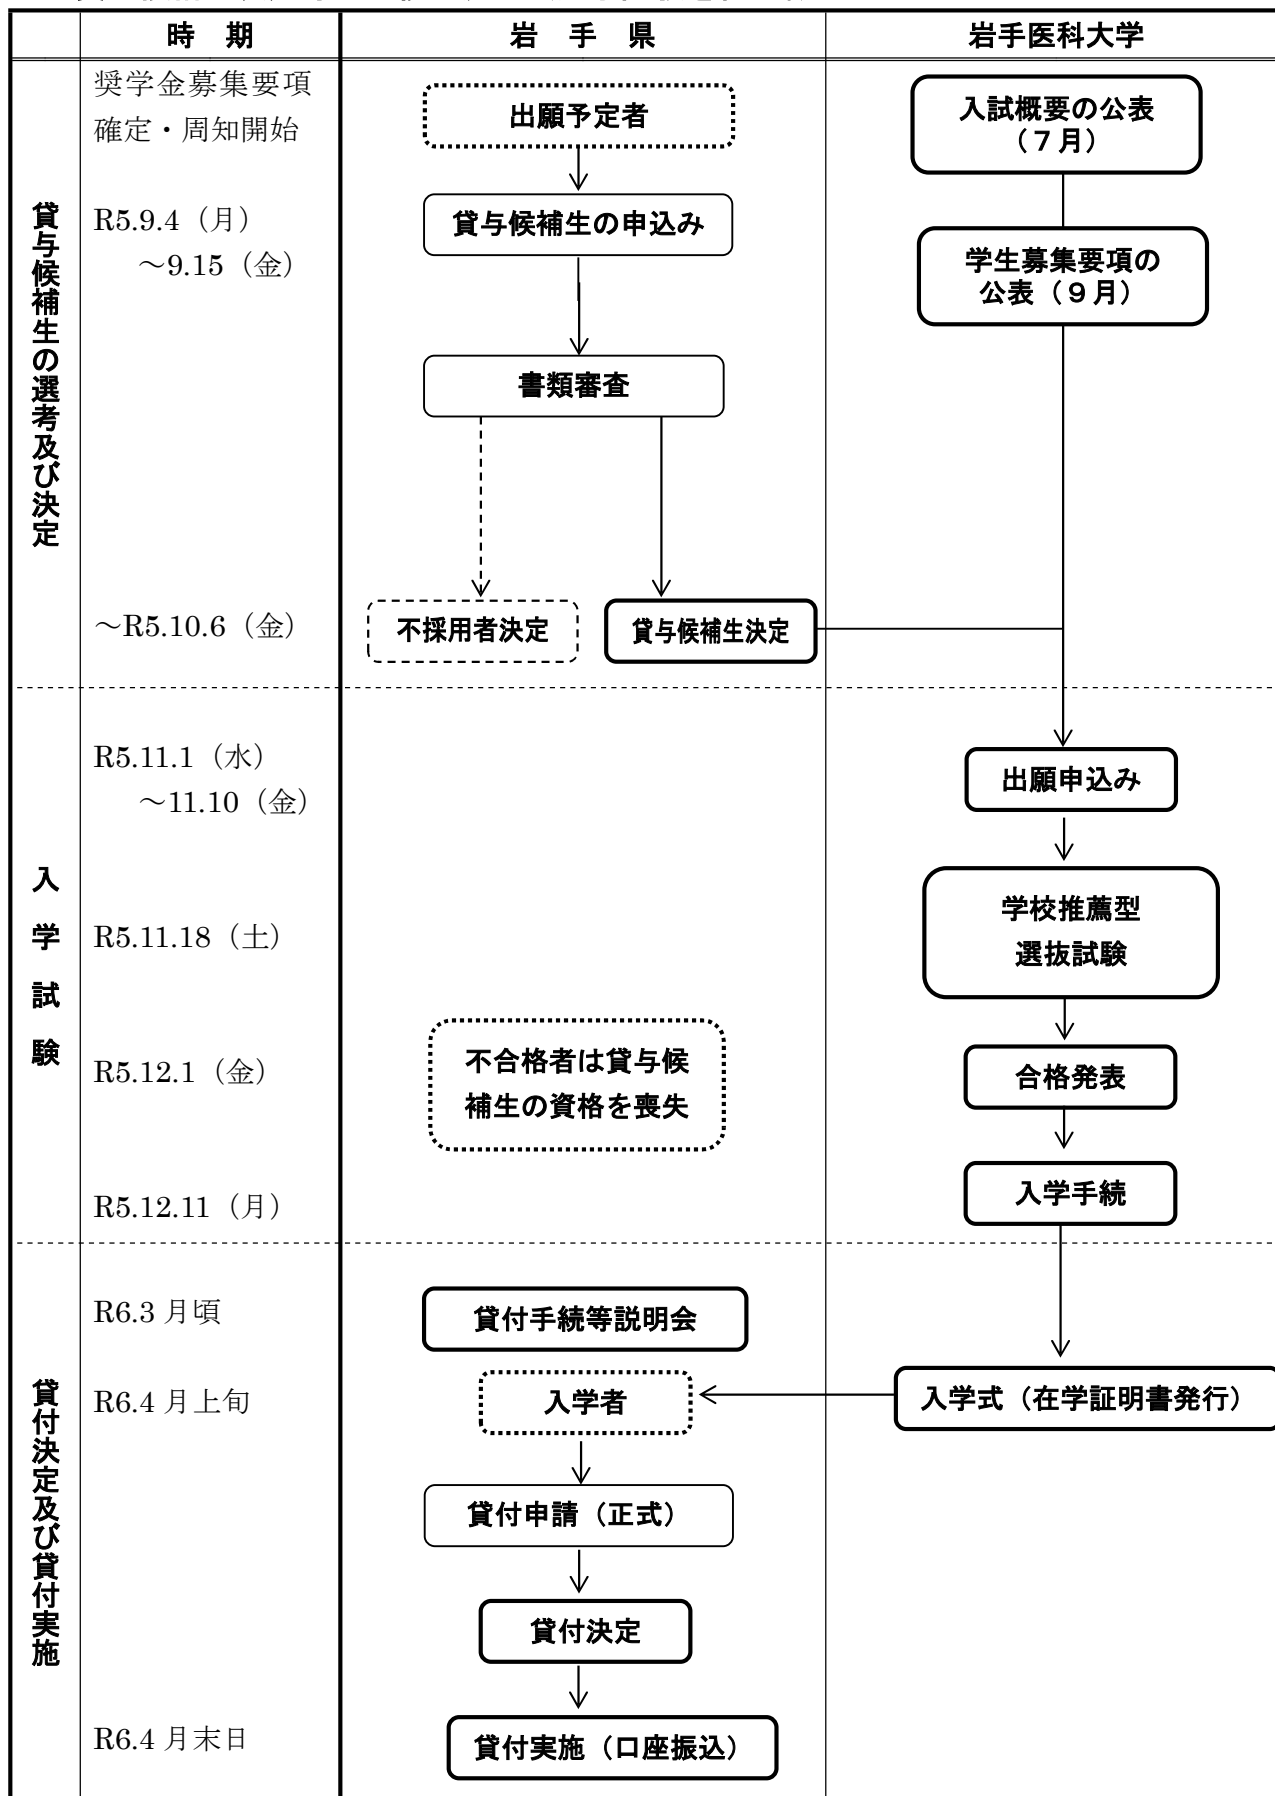 時　期
岩　手　県
岩手医科大学
貸与候補生の選考及び決定
奨学金募集要項
確定・周知開始
出願予定者
入試概要の公表
（７月）
R5.9.4（月）
～9.15（金）
貸与候補生の申込み
学生募集要項の
公表（９月）
書類審査
～R5.10.6（金）
不採用者決定
貸与候補生決定
入学試験
R5.11.1（水）
～11.10（金）
出願申込み
R5.11.18（土）
学校推薦型
選抜試験
R5.12.1（金）
不合格者は貸与候
補生の資格を喪失
合格発表
R5.12.11（月）
入学手続
貸付決定及び貸付実施
R6.3 月頃
貸付手続等説明会
R6.4 月上旬
入学者
入学式（在学証明書発行）
貸付申請（正式）
貸付決定
R6.4 月末日
貸付実施（口座振込）